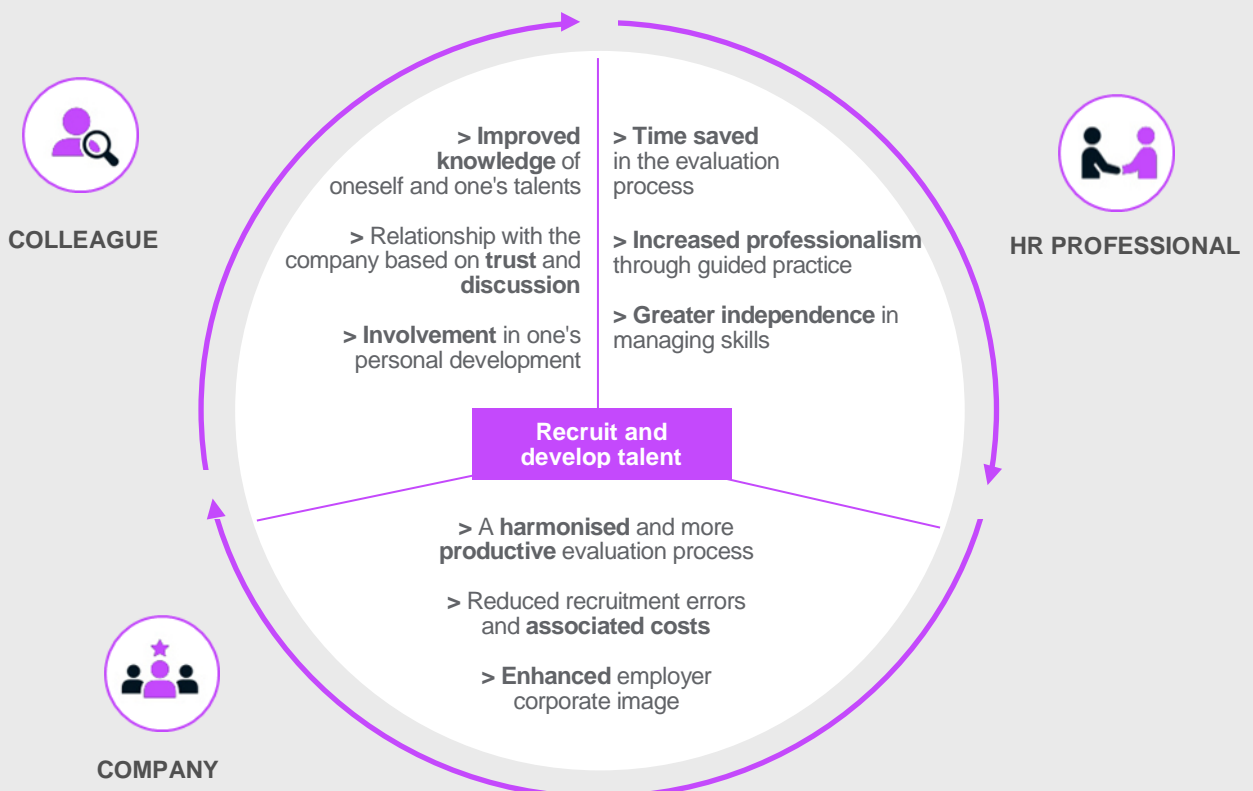 COLLEAGUE
> Improved
knowledge of
oneself and one's talents
> Relationship with the
company based on trust and
discussion
> Involvement in one's
personal development
> Time saved
in the evaluation
process
> Increased professionalism
through guided practice
> Greater independence in
managing skills
HR PROFESSIONAL
Recruit and
develop talent
> A harmonised and more
productive evaluation process
> Reduced recruitment errors
and associated costs
> Enhanced employer
corporate image
COMPANY